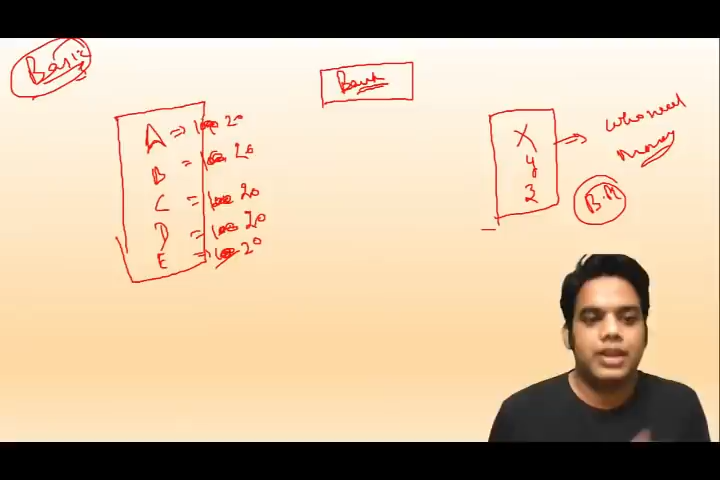 Basic
Bank
A => 100 20
B = 100 20
C = 100 20
D = 100 20
E => 100 20
X => who need
money
y
z
B.M